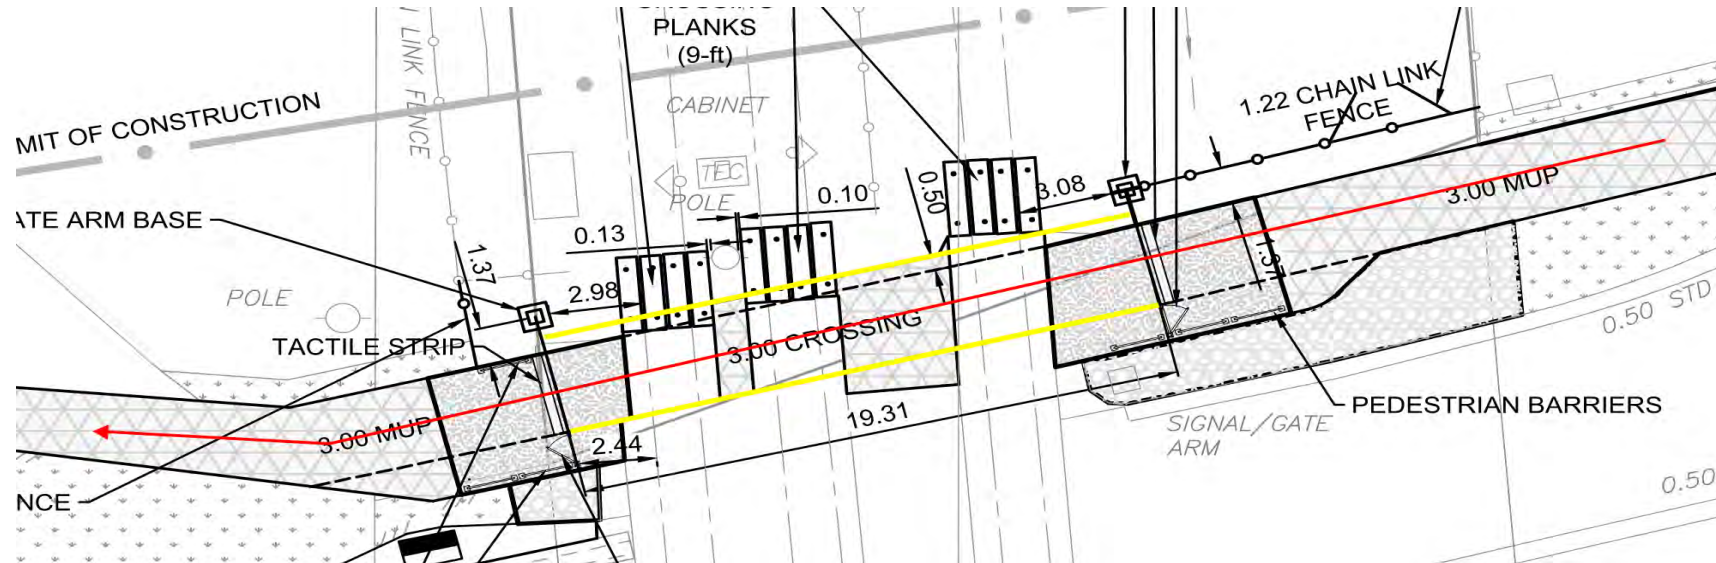 PLANKS
(9-ft)
LINK FENCE
CABINET
1.22 CHAIN LINK
FENCE
MIT OF CONSTRUCTION
TEC
POLE
0.10
0.50
3.08
3.00 MUP
ATE ARM BASE
0.13
1.37
2.98
1.37
POLE
TACTILE STRIP
3.00 CROSSING
0.50 STD
3.00 MUP
19.31
PEDESTRIAN BARRIERS
SIGNAL/GATE
ARM
2.44
NCE
0.50